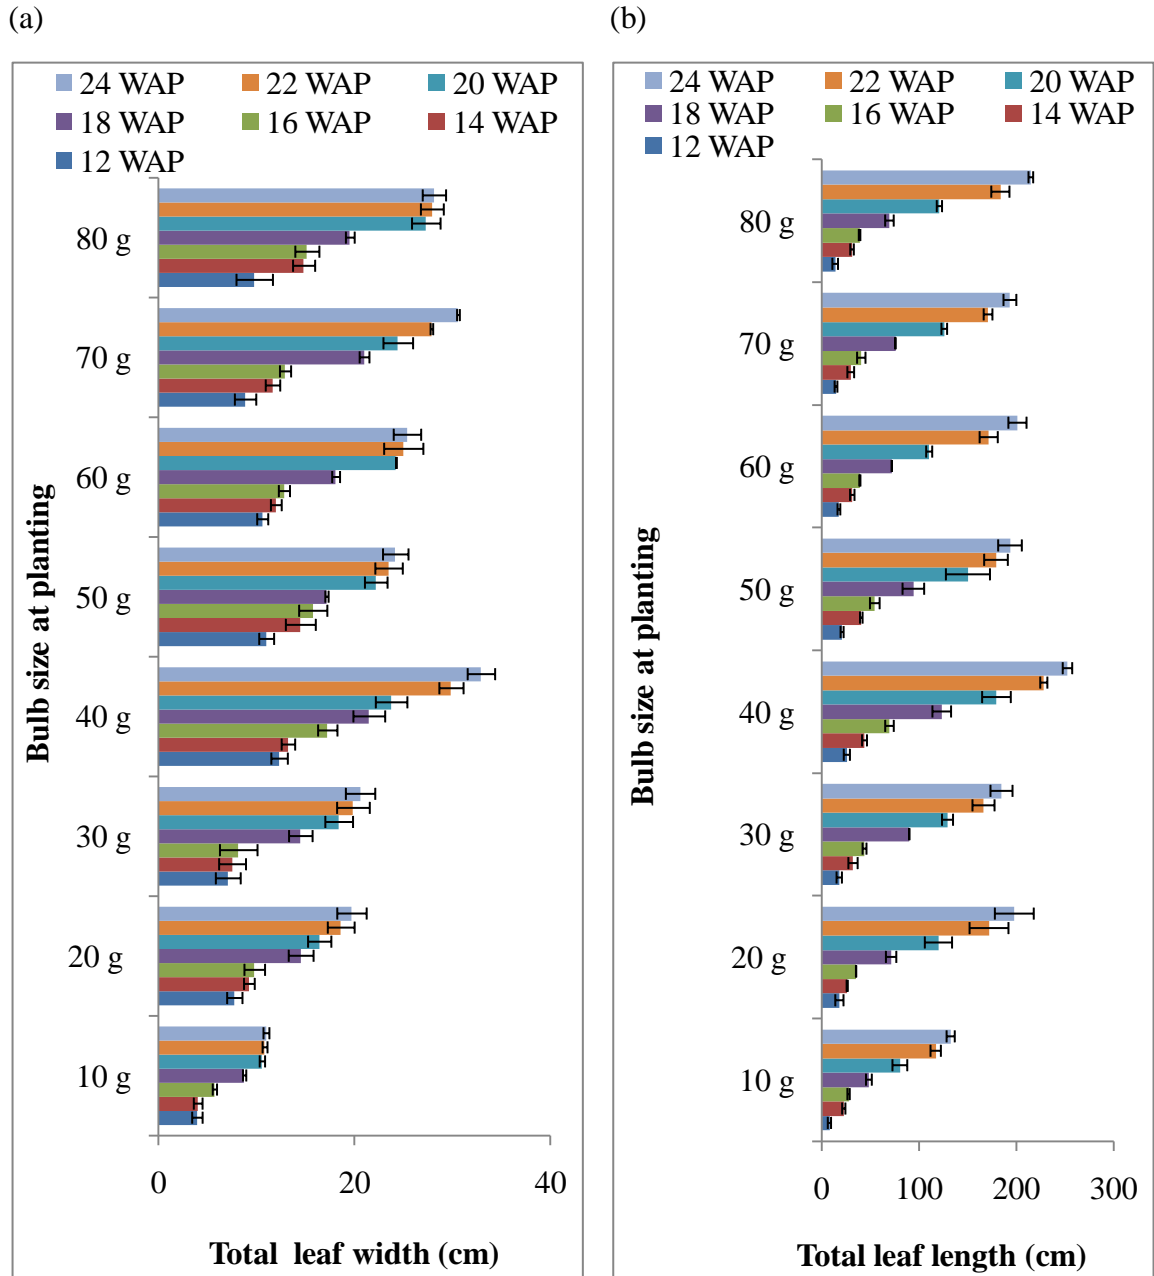 (a)
24 WAP 22 WAP 20 WAP
18 WAP 16 WAP 14 WAP
12 WAP
Bulb size at planting
80 g
70 g
60 g
50 g
40 g
30 g
20 g
10 g
0 20 40
Total leaf width (cm)
(b)
24 WAP 22 WAP 20 WAP
18 WAP 16 WAP 14 WAP
12 WAP
Bulb size at planting
80 g
70 g
60 g
50 g
40 g
30 g
20 g
10 g
0 100 200 300
Total leaf length (cm)